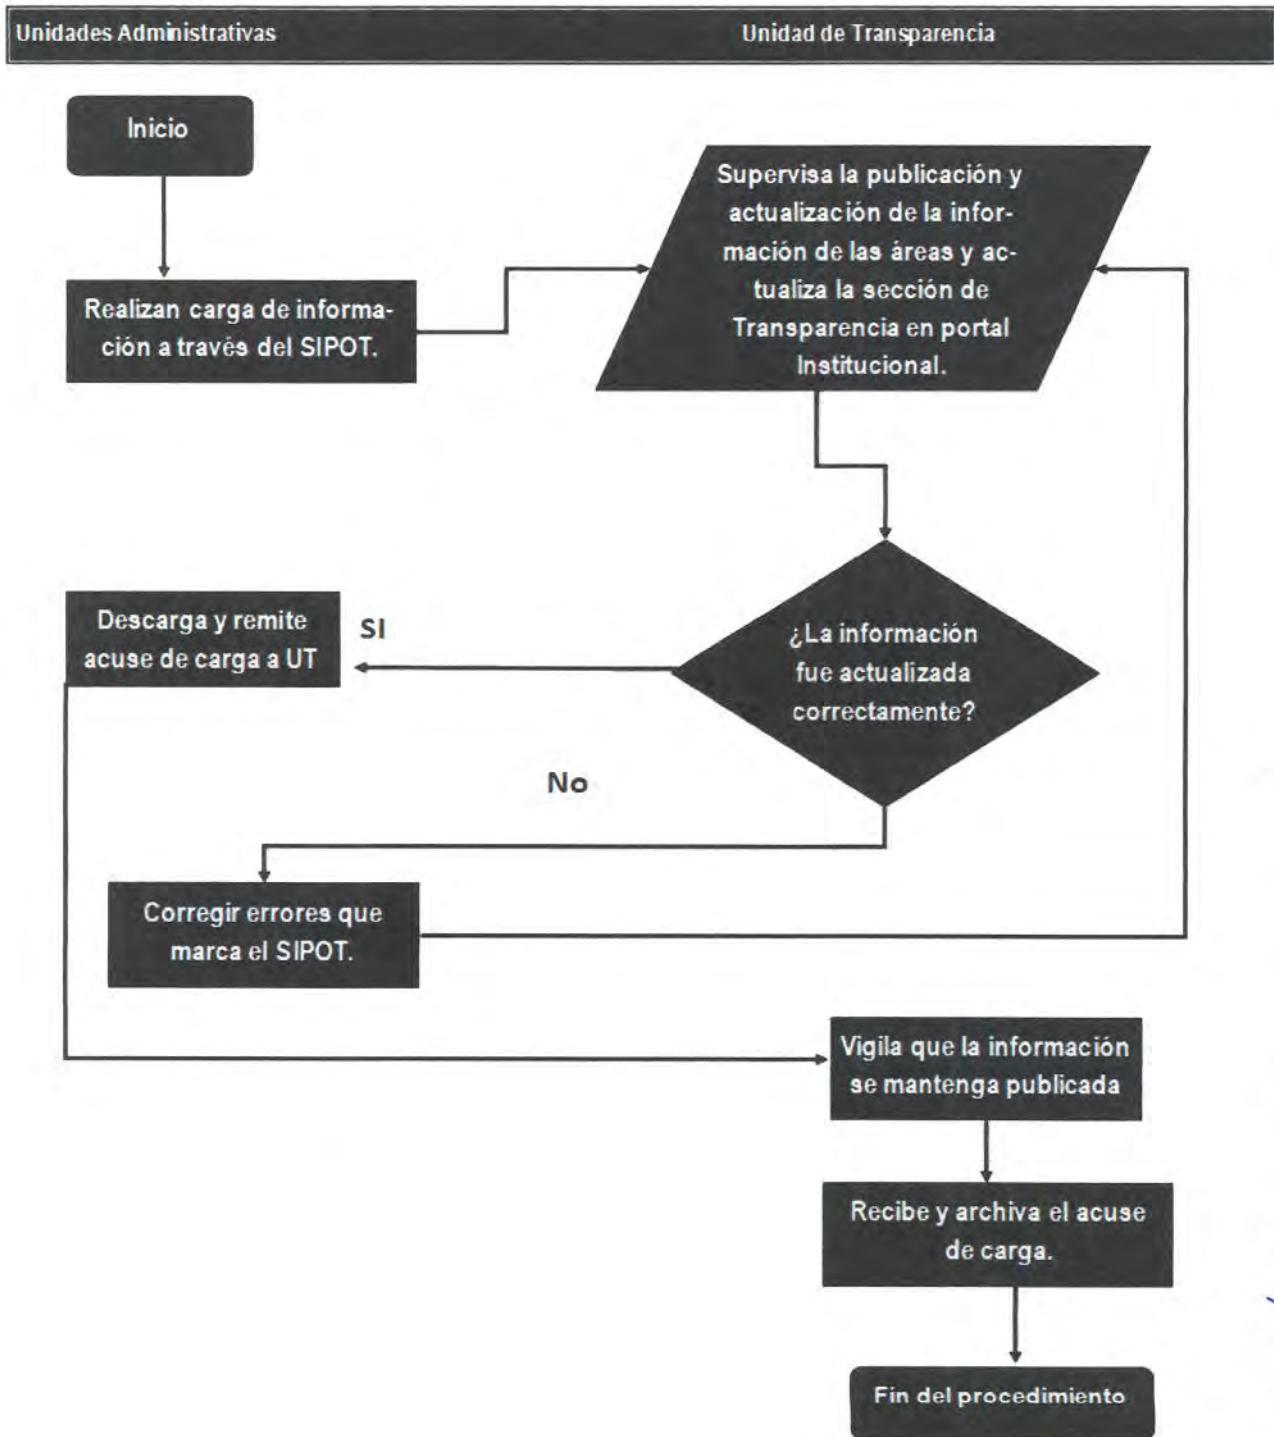 Unidades Administrativas
Unidad de Transparencia
Inicio
Realizan carga de informa-
ción a través del SIPOT.
Supervisa la publicación y
actualización de la infor-
mación de las áreas y ac-
tualiza la sección de
Transparencia en portal
Institucional.
¿La información
fue actualizada
correctamente?
SI
Descarga y remite
acuse de carga a UT
No
Corregir errores que
marca el SIPOT.
Vigila que la información
se mantenga publicada
Recibe y archiva el acuse
de carga.
Fin del procedimiento